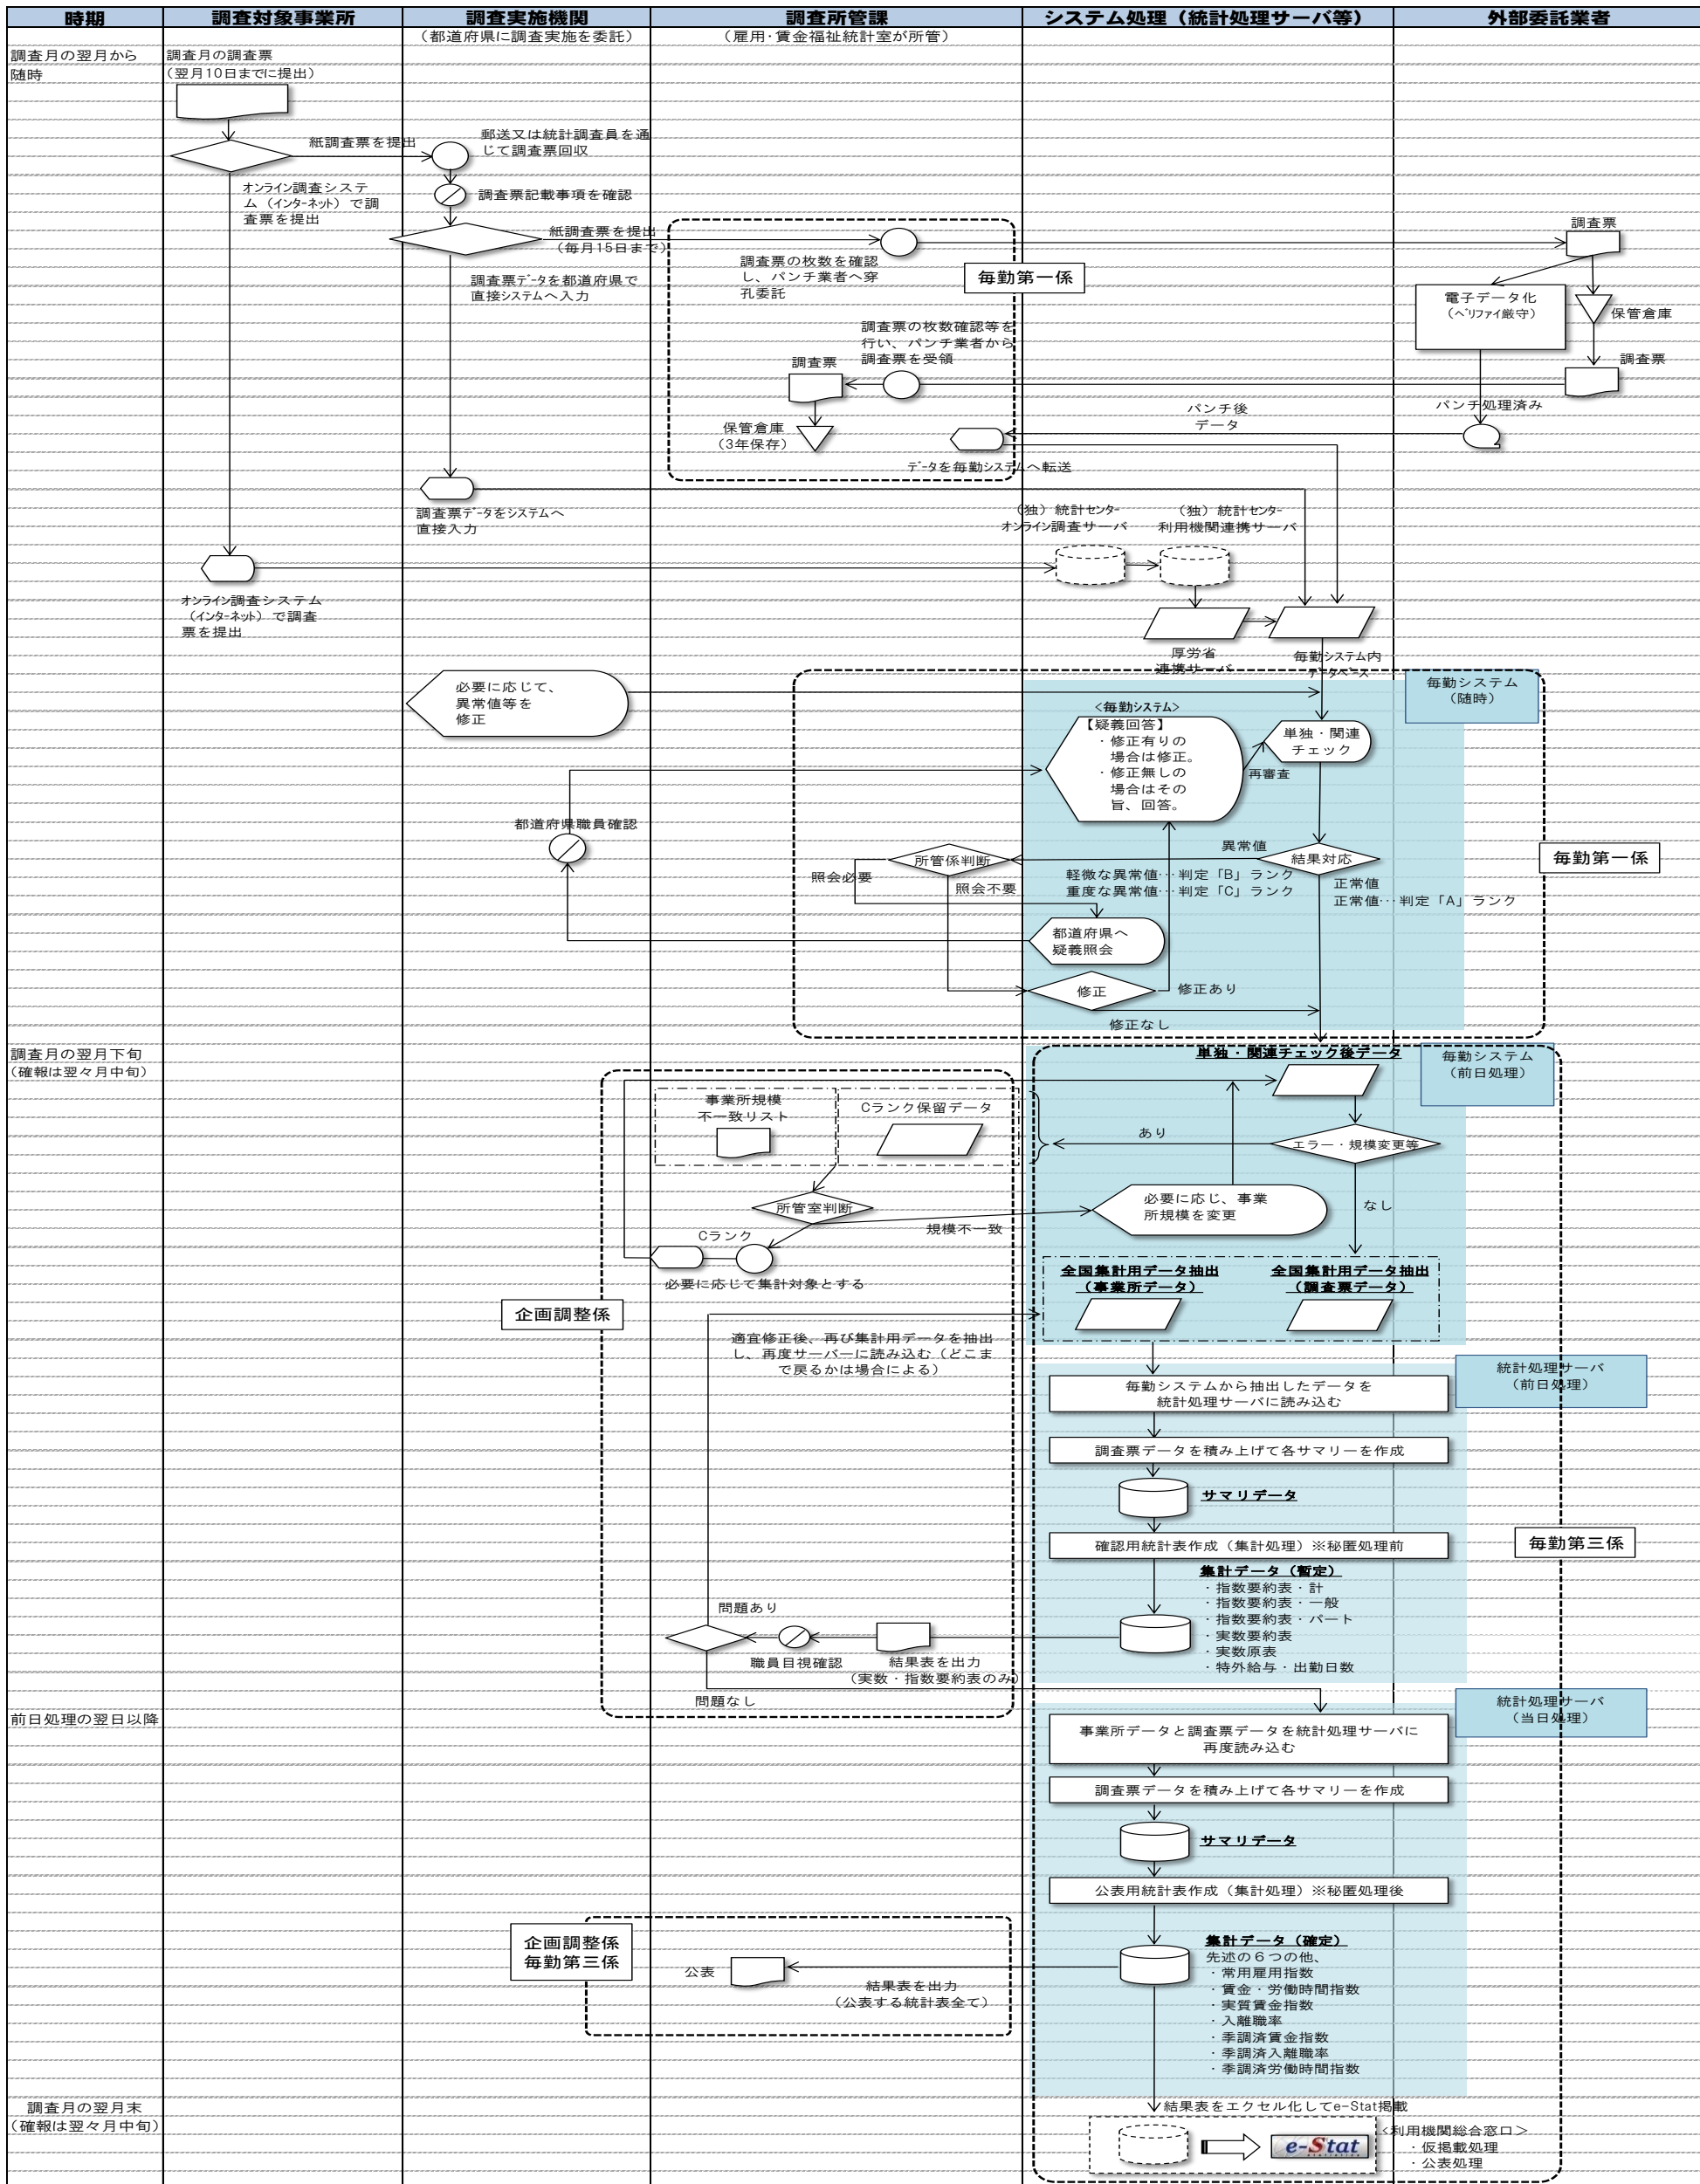 時期
調査対象事業所
調査実施機関
調査所管課
システム処理（統計処理サーバ等）
外部委託業者
（都道府県に調査実施を委託）
（雇用・賃金福祉統計室が所管）
調査月の翌月から
随時
調査月の調査票
（翌月10日までに提出）
紙調査票を提出
郵送又は統計調査員を通
じて調査票回収
オンライン調査システ
ム（インターネット）で調
査票を提出
調査票記載事項を確認
紙調査票を提出
（毎月15日まで）
調査票データを都道府県で
直接システムへ入力
調査票の枚数を確認
し、パンチ業者へ穿
孔委託
毎勤第一係
調査票
電子データ化
（ベリファイ厳守）
保管倉庫
調査票の枚数確認等を
行い、パンチ業者から
調査票を受領
調査票
調査票
保管倉庫
（3年保存）
パンチ後
データ
パンチ処理済み
データを毎勤システムへ転送
調査票データをシステムへ
直接入力
（独）統計センター
オンライン調査サーバ
（独）統計センター
利用機関連携サーバ
オンライン調査システム
（インターネット）で調査
票を提出
厚労省
連携サーバ
毎勤システム内
データベース
必要に応じて、
異常値等を
修正
毎勤システム
（随時）
<毎勤システム>
【疑義回答】
・修正有りの
場合は修正。
・修正無しの
場合はその
旨、回答。
単独・関連
チェック
再審査
都道府県職員確認
所管係判断
異常値
結果対応
毎勤第一係
照会必要
照会不要
軽微な異常値…判定「B」ランク
重度な異常値…判定「C」ランク
正常値
正常値…判定「A」ランク
都道府県へ
疑義照会
修正
修正あり
修正なし
調査月の翌月下旬
（確報は翌々月中旬）
単独・関連チェック後データ
毎勤システム
（前日処理）
事業所規模
不一致リスト
Cランク保留データ
あり
エラー・規模変更等
所管室判断
必要に応じ、事業
所規模を変更
なし
Cランク
規模不一致
必要に応じて集計対象とする
全国集計用データ抽出
（事業所データ）
全国集計用データ抽出
（調査票データ）
企画調整係
適宜修正後、再び集計用データを抽出
し、再度サーバーに読み込む（どこま
で戻るかは場合による）
統計処理サーバ
（前日処理）
毎勤システムから抽出したデータを
統計処理サーバに読み込む
調査票データを積み上げて各サマリーを作成
サマリデータ
確認用統計表作成（集計処理）※秘匿処理前
毎勤第三係
集計データ（暫定）
・指数要約表・計
・指数要約表・一般
・指数要約表・パート
・実数要約表
・実数原表
・特外給与・出勤日数
問題あり
職員目視確認
結果表を出力
（実数・指数要約表のみ）
問題なし
前日処理の翌日以降
統計処理サーバ
（当日処理）
事業所データと調査票データを統計処理サーバに
再度読み込む
調査票データを積み上げて各サマリーを作成
サマリデータ
公表用統計表作成（集計処理）※秘匿処理後
企画調整係
毎勤第三係
公表
結果表を出力
（公表する統計表全て）
集計データ（確定）
先述の６つの他、
・常用雇用指数
・賃金・労働時間指数
・実質賃金指数
・入離職率
・季調済賃金指数
・季調済入離職率
・季調済労働時間指数
調査月の翌月末
（確報は翌々月中旬）
結果表をエクセル化してe-Stat掲載
e-Stat
<利用機関総合窓口>
・仮掲載処理
・公表処理